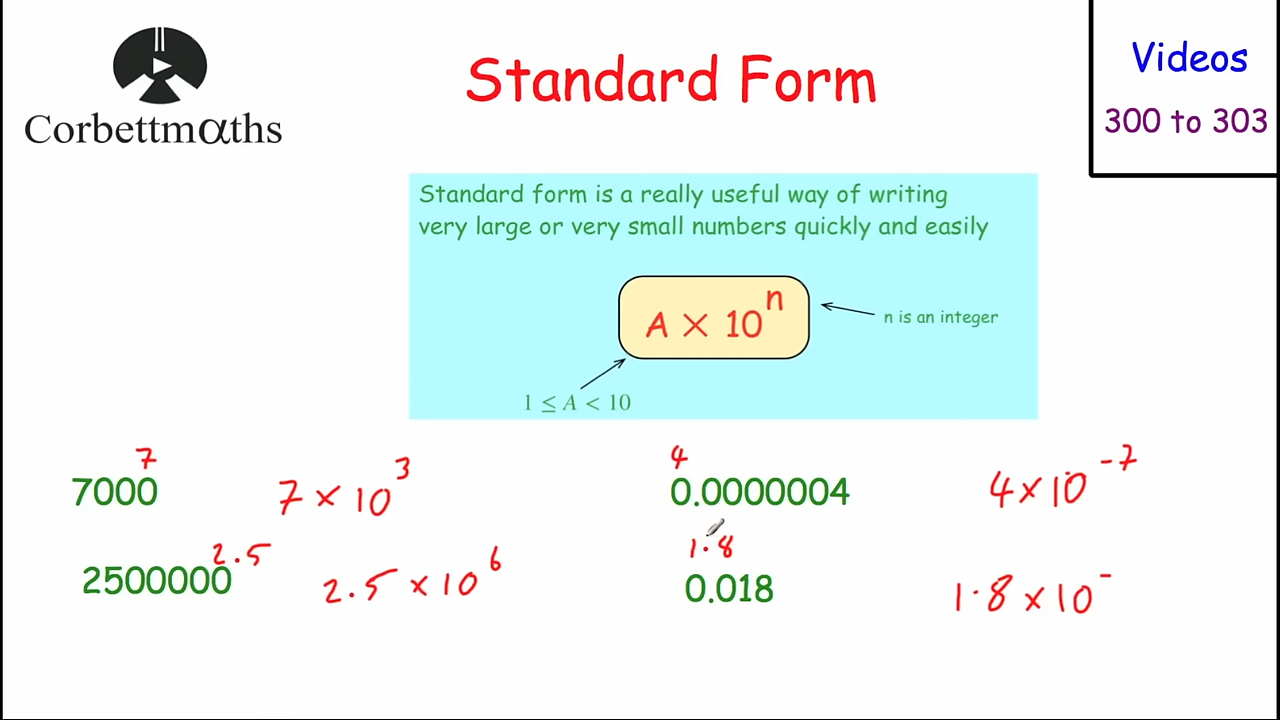 Corbettmαths
Standard Form
Videos
300 to 303
Standard form is a really useful way of writing
very large or very small numbers quickly and easily
A × 10ⁿ
n is an integer
1 ≤ A < 10
7
7000
7 × 10³
2.5
2500000
2.5 × 10⁶
4
0.0000004
4 × 10⁻⁷
1.8
0.018
1.8 × 10⁻